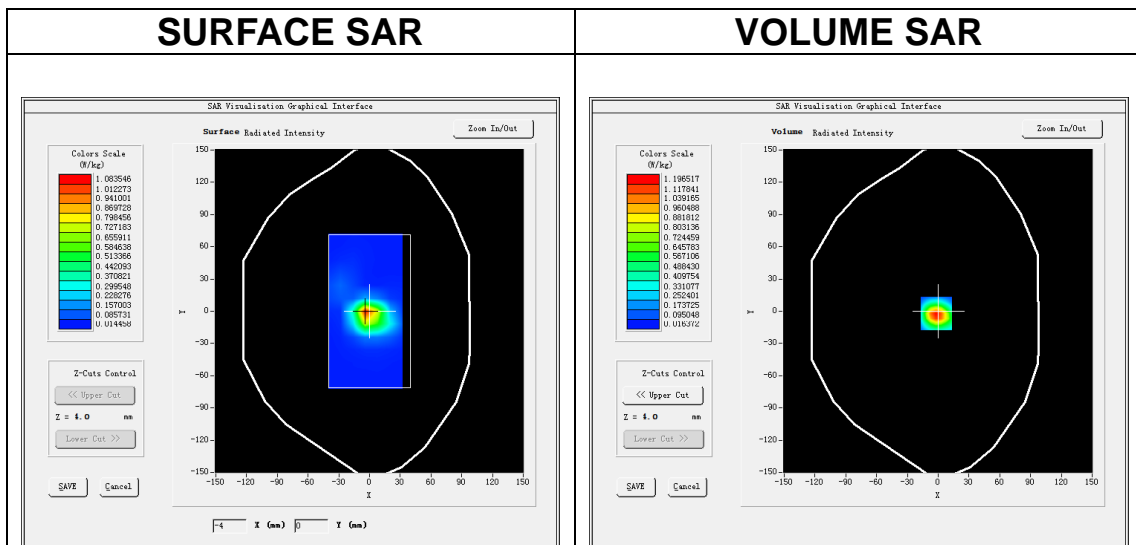 SURFACE SAR
SAR Visualisation Graphical Interface
Surface Radiated Intensity
Zoom In/Out
Colors Scale
(W/kg)
1.083546
1.012273
0.941001
0.869728
0.798456
0.727183
0.655911
0.584638
0.513366
0.442093
0.370821
0.299548
0.228276
0.157003
0.085731
0.014458
Z-Cuts Control
<< Upper Cut
Z = 4.0 mm
Lower Cut >>
SAVE Cancel
150
120
90
60
30
0
-30
-60
-90
-120
-150
Y
-150 -120 -90 -60 -30 0 30 60 90 120 150
X
-4 X (mm) 0 Y (mm)
VOLUME SAR
SAR Visualisation Graphical Interface
Volume Radiated Intensity
Zoom In/Out
Colors Scale
(W/kg)
1.196517
1.117841
1.039165
0.960488
0.881812
0.803136
0.724459
0.645783
0.567106
0.488430
0.409754
0.331077
0.252401
0.173725
0.095048
0.016372
Z-Cuts Control
<< Upper Cut
Z = 4.0 mm
Lower Cut >>
SAVE Cancel
150
120
90
60
30
0
-30
-60
-90
-120
-150
Y
-150 -120 -90 -60 -30 0 30 60 90 120 150
X